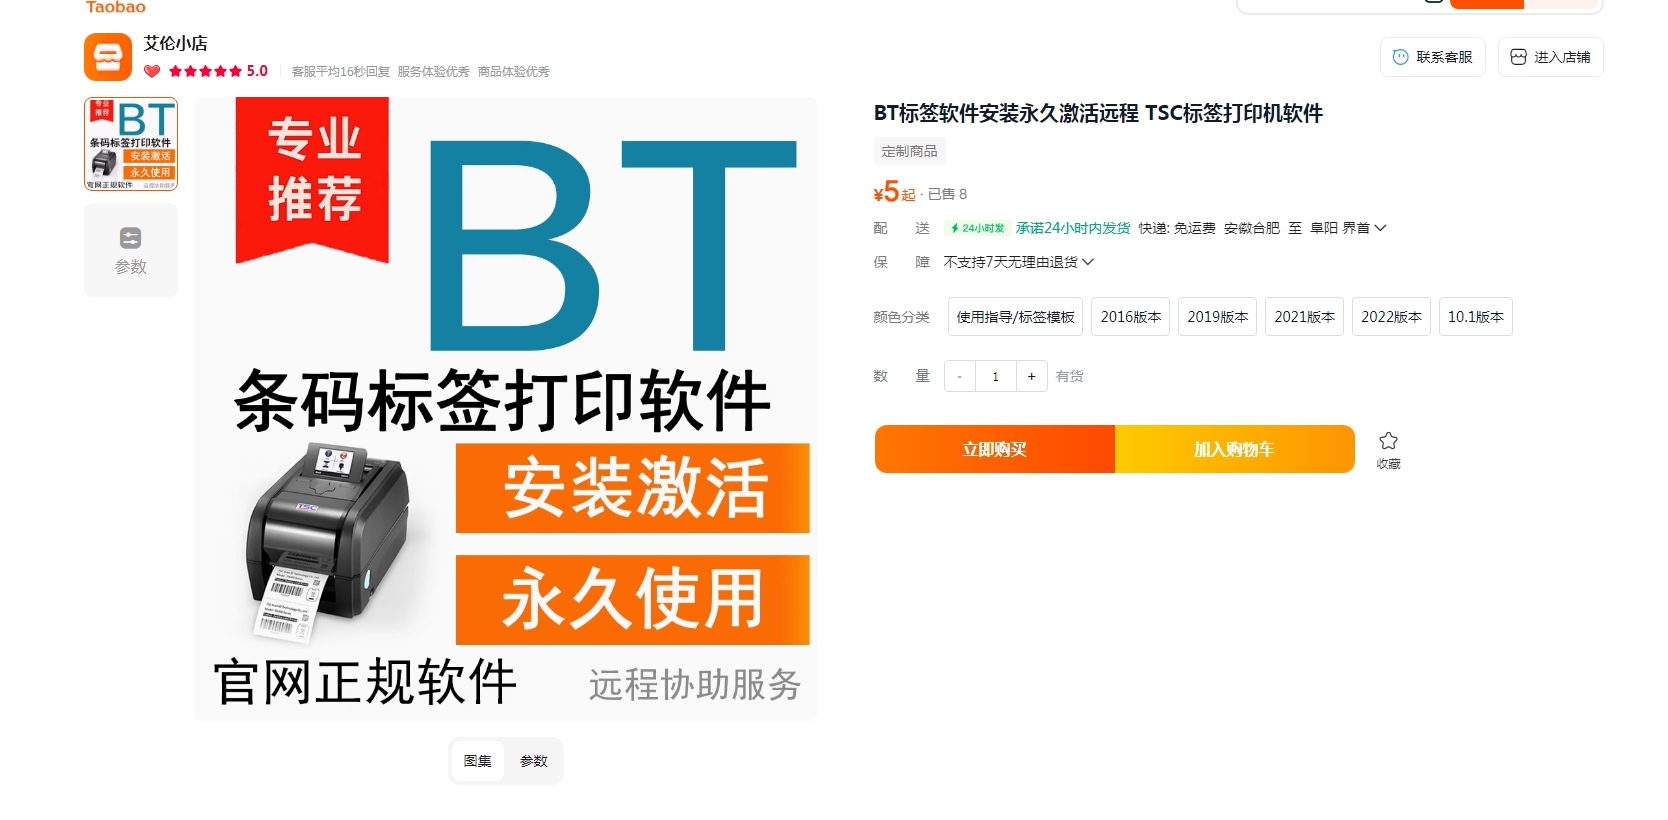 Taobao
艾伦小店
5.0 客服平均16秒回复 服务体验优秀 商品体验优秀
联系客服
进入店铺
专业
推荐
BT
条码标签打印软件
安装激活
永久使用
官网正规软件
参数
专业
推荐
BT
条码标签打印软件
TSC
安装激活
永久使用
官网正规软件
远程协助服务
图集
参数
BT标签软件安装永久激活远程 TSC标签打印机软件
定制商品
¥5起 · 已售 8
配 送 24小时发 承诺24小时内发货 快递: 免运费 安徽合肥 至 阜阳 界首
保 障 不支持7天无理由退货
颜色分类 使用指导/标签模板 2016版本 2019版本 2021版本 2022版本 10.1版本
数 量 - 1 + 有货
立即购买
加入购物车
收藏